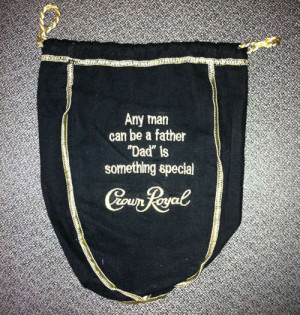 Any man
can be a father
"Dad" is
something special
Crown Royal